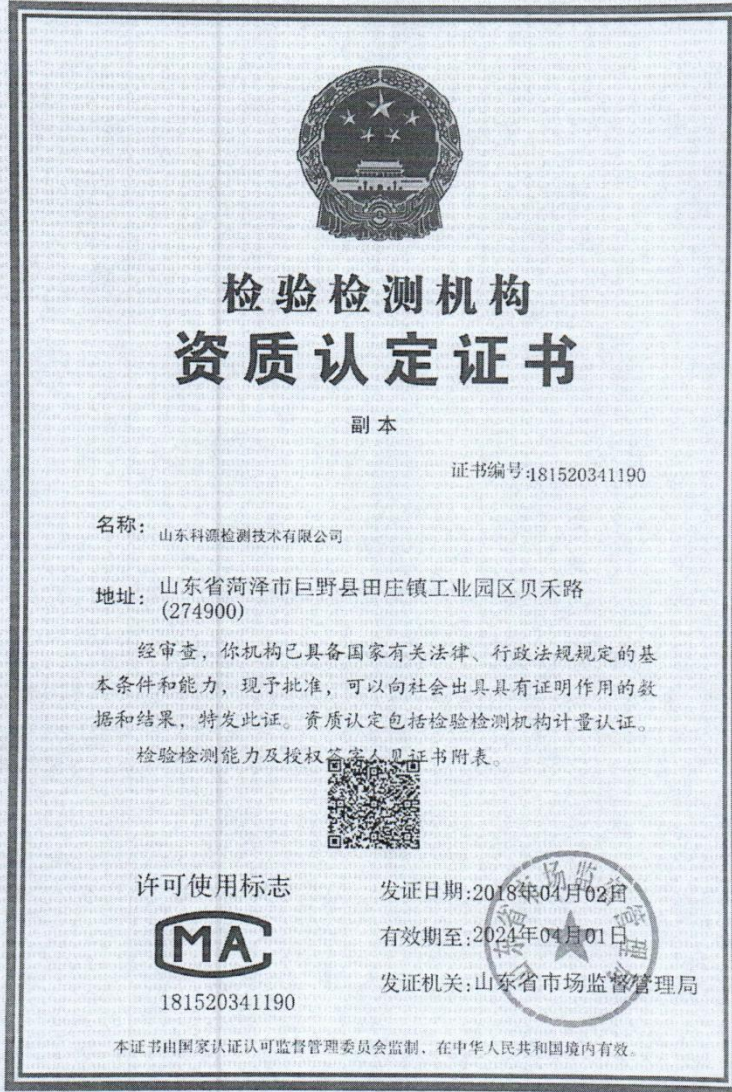 检验检测机构
资质认定证书
副本
证书编号:181520341190
名称: 山东科源检测技术有限公司
地址: 山东省菏泽市巨野县田庄镇工业园区贝禾路
(274900)
经审查，你机构已具备国家有关法律、行政法规规定的基
本条件和能力，现予批准，可以向社会出具具有证明作用的数
据和结果，特发此证。资质认定包括检验检测机构计量认证。
检验检测能力及授权签字人见证书附表。
许可使用标志
MA
181520341190
发证日期:2018年04月02日
有效期至:2024年04月01日
发证机关:山东省市场监督管理局
山东省市场监督管理局
本证书由国家认证认可监督管理委员会监制，在中华人民共和国境内有效。